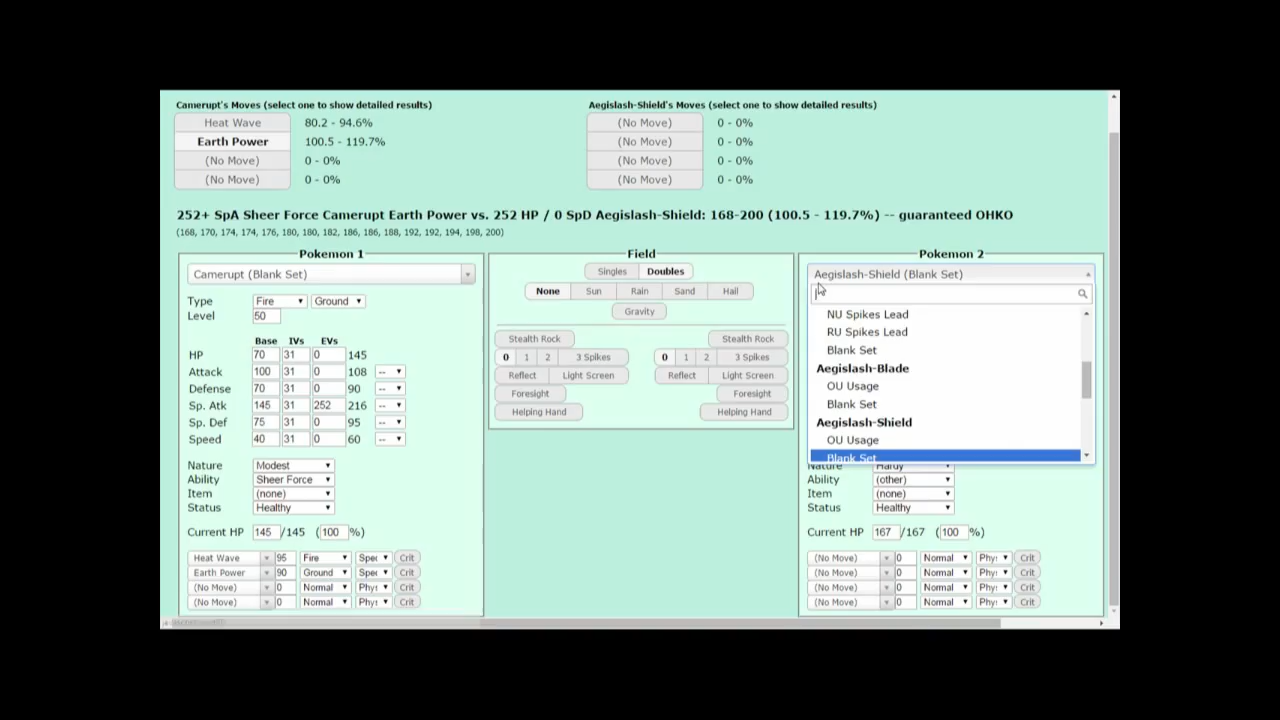 Camerupt's Moves (select one to show detailed results)
Aegislash-Shield's Moves (select one to show detailed results)
Heat Wave 80.2 - 94.6%
(No Move) 0 - 0%
Earth Power 100.5 - 119.7%
(No Move) 0 - 0%
(No Move) 0 - 0%
(No Move) 0 - 0%
(No Move) 0 - 0%
(No Move) 0 - 0%
252+ SpA Sheer Force Camerupt Earth Power vs. 252 HP / 0 SpD Aegislash-Shield: 168-200 (100.5 - 119.7%) -- guaranteed OHKO
(168, 170, 174, 174, 176, 180, 180, 182, 186, 186, 188, 192, 192, 194, 198, 200)
Pokemon 1
Camerupt (Blank Set)
Type Fire Ground
Level 50
Base IVs EVs
HP 70 31 0 145
Attack 100 31 0 108 --
Defense 70 31 0 90 --
Sp. Atk 145 31 252 216 --
Sp. Def 75 31 0 95 --
Speed 40 31 0 60 --
Nature Modest
Ability Sheer Force
Item (none)
Status Healthy
Current HP 145 /145 (100 %)
Heat Wave 95 Fire Spec Crit
Earth Power 90 Ground Spec Crit
(No Move) 0 Normal Phy Crit
(No Move) 0 Normal Phy Crit
Field
Singles Doubles
None Sun Rain Sand Hail
Gravity
Stealth Rock Stealth Rock
0 1 2 3 Spikes 0 1 2 3 Spikes
Reflect Light Screen Reflect Light Screen
Foresight Foresight
Helping Hand Helping Hand
Pokemon 2
Aegislash-Shield (Blank Set)
NU Spikes Lead
RU Spikes Lead
Blank Set
Aegislash-Blade
OU Usage
Blank Set
Aegislash-Shield
OU Usage
Blank Set
Nature Hardy
Ability (other)
Item (none)
Status Healthy
Current HP 167 /167 (100 %)
(No Move) 0 Normal Phy Crit
(No Move) 0 Normal Phy Crit
(No Move) 0 Normal Phy Crit
(No Move) 0 Normal Phy Crit